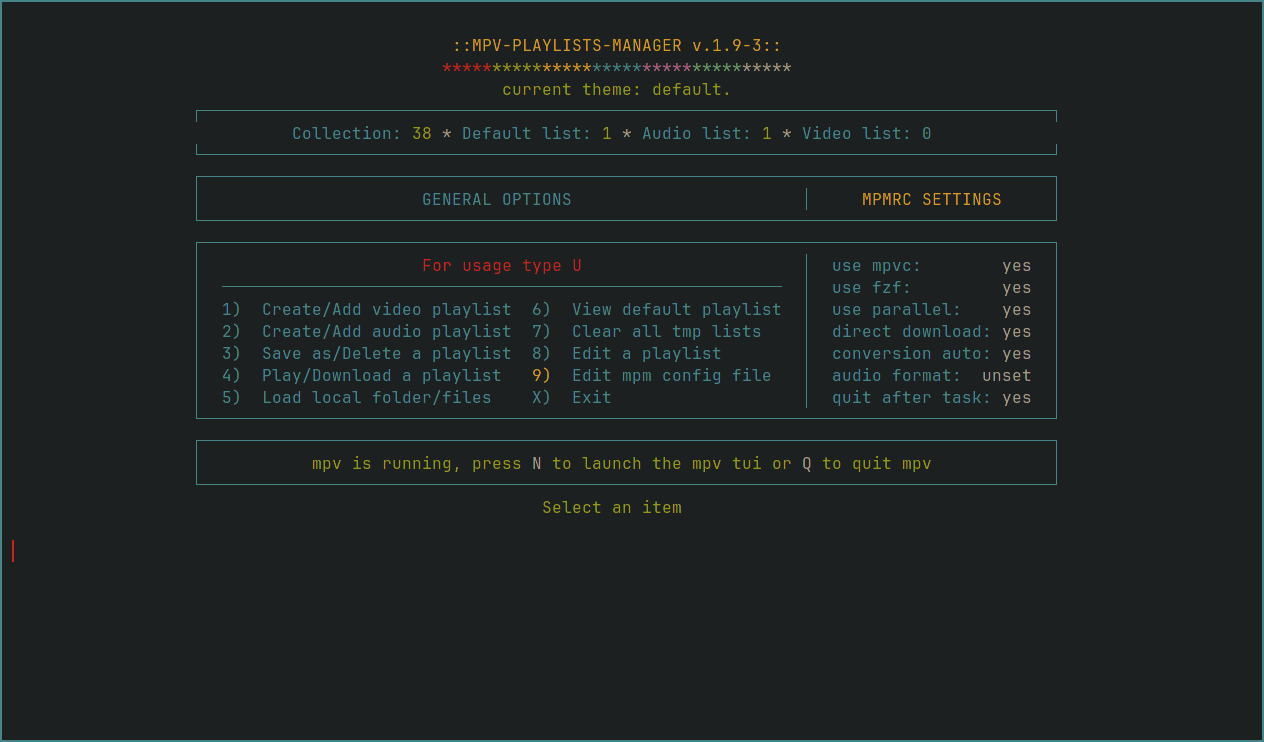 ::MPV-PLAYLISTS-MANAGER v.1.9-3::
***********************************
current theme: default.
Collection: 38 * Default list: 1 * Audio list: 1 * Video list: 0
GENERAL OPTIONS
MPMRC SETTINGS
For usage type U
1) Create/Add video playlist 6) View default playlist
2) Create/Add audio playlist 7) Clear all tmp lists
3) Save as/Delete a playlist 8) Edit a playlist
4) Play/Download a playlist 9) Edit mpm config file
5) Load local folder/files X) Exit
use mpvc: yes
use fzf: yes
use parallel: yes
direct download: yes
conversion auto: yes
audio format: unset
quit after task: yes
mpv is running, press N to launch the mpv tui or Q to quit mpv
Select an item